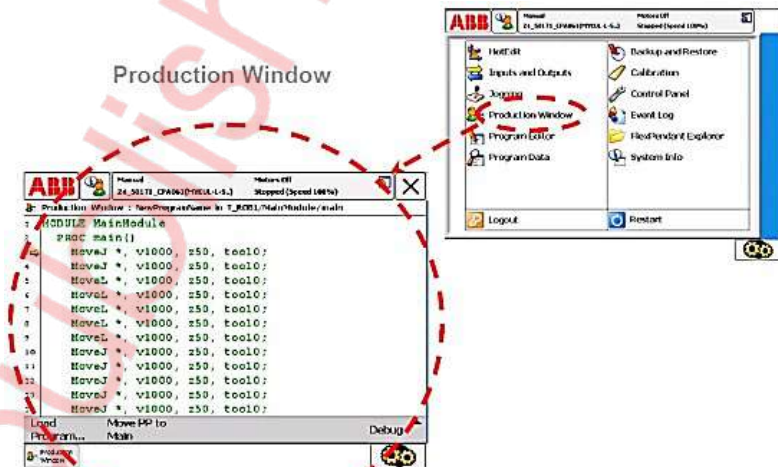 ABB
Manual
Motors Off
Stopped (Speed 100%)
HotEdit
Backup and Restore
Inputs and Outputs
Calibration
Jogging
Control Panel
Production Window
Event Log
Program Editor
FlexPendant Explorer
Program Data
System Info
Logout
Restart
Production Window
ABB
Manual
Motors Off
Stopped (Speed 100%)
Production Window : NewProgramName in T_ROB1/MainModule/main
MODULE MainModule
PROC main()
MoveJ *, v1000, z50, tool0;
MoveJ *, v1000, z50, tool0;
MoveL *, v1000, z50, tool0;
MoveL *, v1000, z50, tool0;
MoveL *, v1000, z50, tool0;
MoveL *, v1000, z50, tool0;
MoveL *, v1000, z50, tool0;
MoveJ *, v1000, z50, tool0;
MoveJ *, v1000, z50, tool0;
MoveJ *, v1000, z50, tool0;
MoveJ *, v1000, z50, tool0;
MoveJ *, v1000, z50, tool0;
Load Program...
Move PP to Main
Debug
Production Window